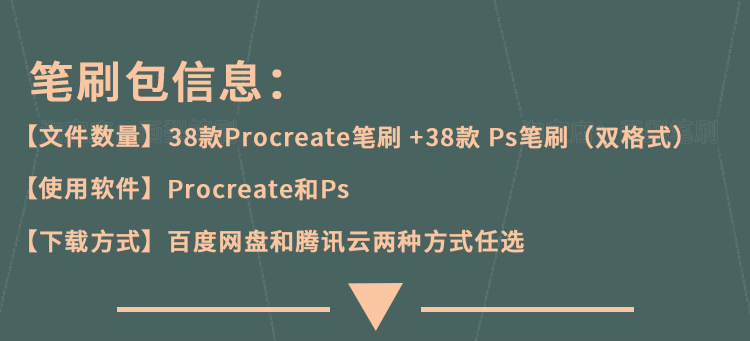 笔刷包信息：
【文件数量】38款Procreate笔刷 +38款 Ps笔刷（双格式）
【使用软件】Procreate和Ps
【下载方式】百度网盘和腾讯云两种方式任选